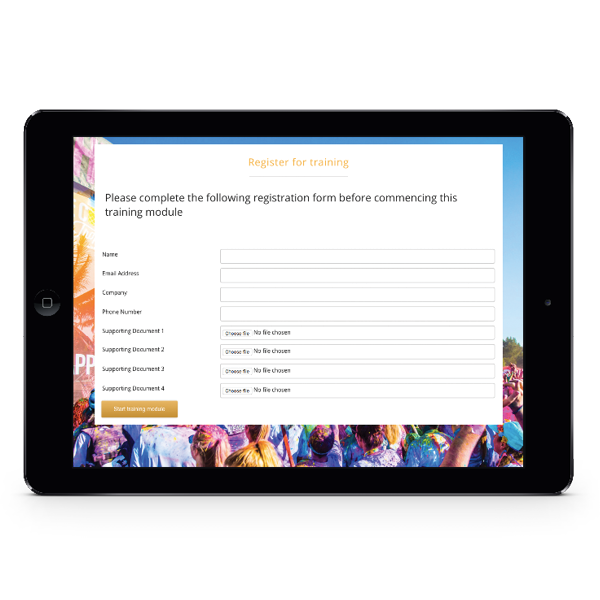 Register for training
Please complete the following registration form before commencing this
training module
Name
Email Address
Company
Phone Number
Supporting Document 1
Choose file No file chosen
Supporting Document 2
Choose file No file chosen
Supporting Document 3
Choose file No file chosen
Supporting Document 4
Choose file No file chosen
Start training module
PP